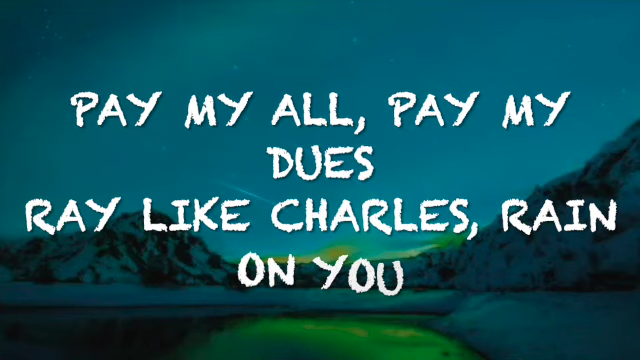 PAY MY ALL, PAY MY
DUES
RAY LIKE CHARLES, RAIN
ON YOU